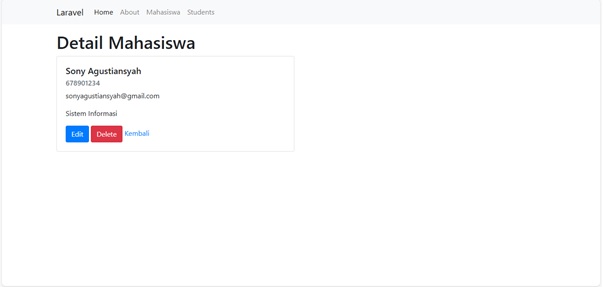 Laravel Home About Mahasiswa Students
Detail Mahasiswa
Sony Agustiansyah
678901234
sonyagustiansyah@gmail.com
Sistem Informasi
Edit Delete Kembali